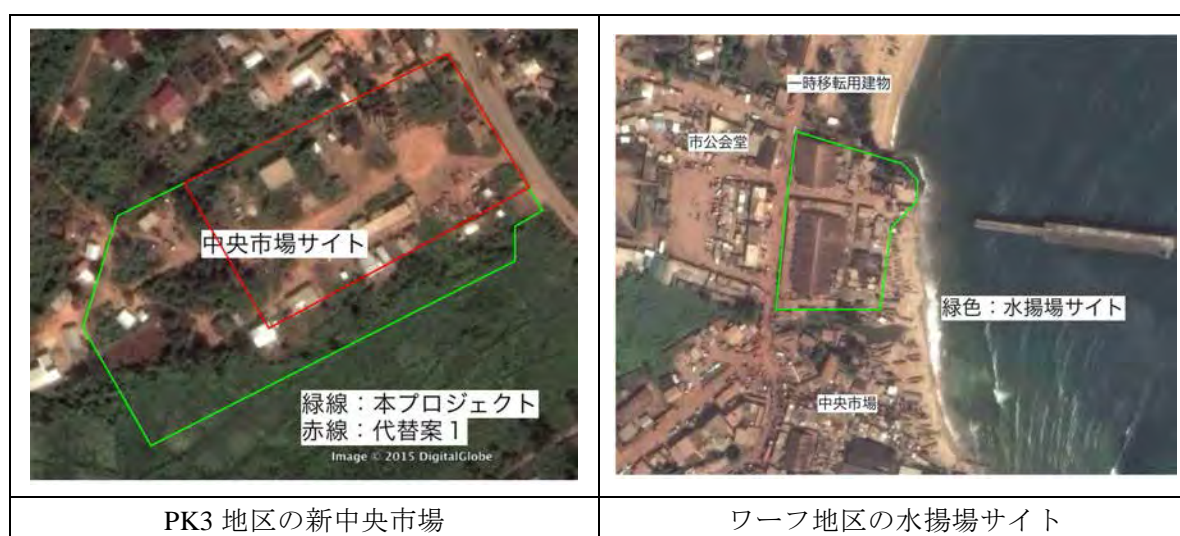 中央市場サイト
緑線：本プロジェクト
赤線：代替案１
Image © 2015 DigitalGlobe
PK3 地区の新中央市場
一時移転用建物
市公会堂
緑色：水揚場サイト
中央市場
ワーフ地区の水揚場サイト